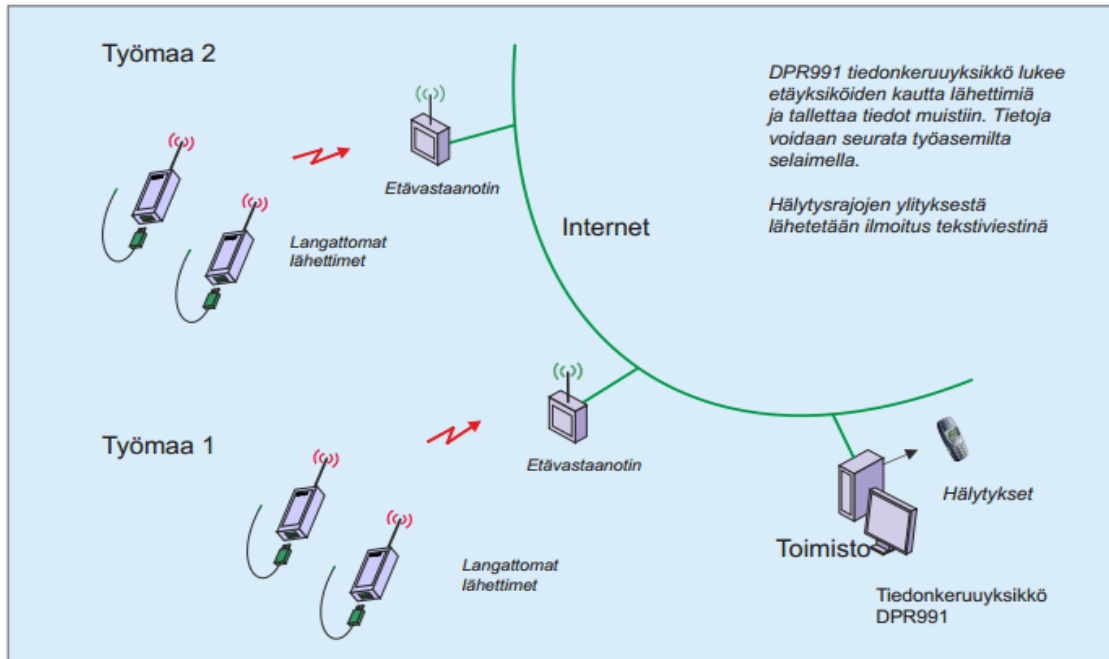 Työmaa 2
DPR991 tiedonkeruuyksikkö lukee
etäyksiköiden kautta lähettimiä
ja tallettaa tiedot muistiin. Tietoja
voidaan seurata työasemilta
selaimella.
Hälytysrajojen ylityksestä
lähetetään ilmoitus tekstiviestinä
Etävastaanotin
Internet
Langattomat
lähettimet
Työmaa 1
Etävastaanotin
Hälytykset
Toimisto
Langattomat
lähettimet
Tiedonkeruuyksikkö
DPR991